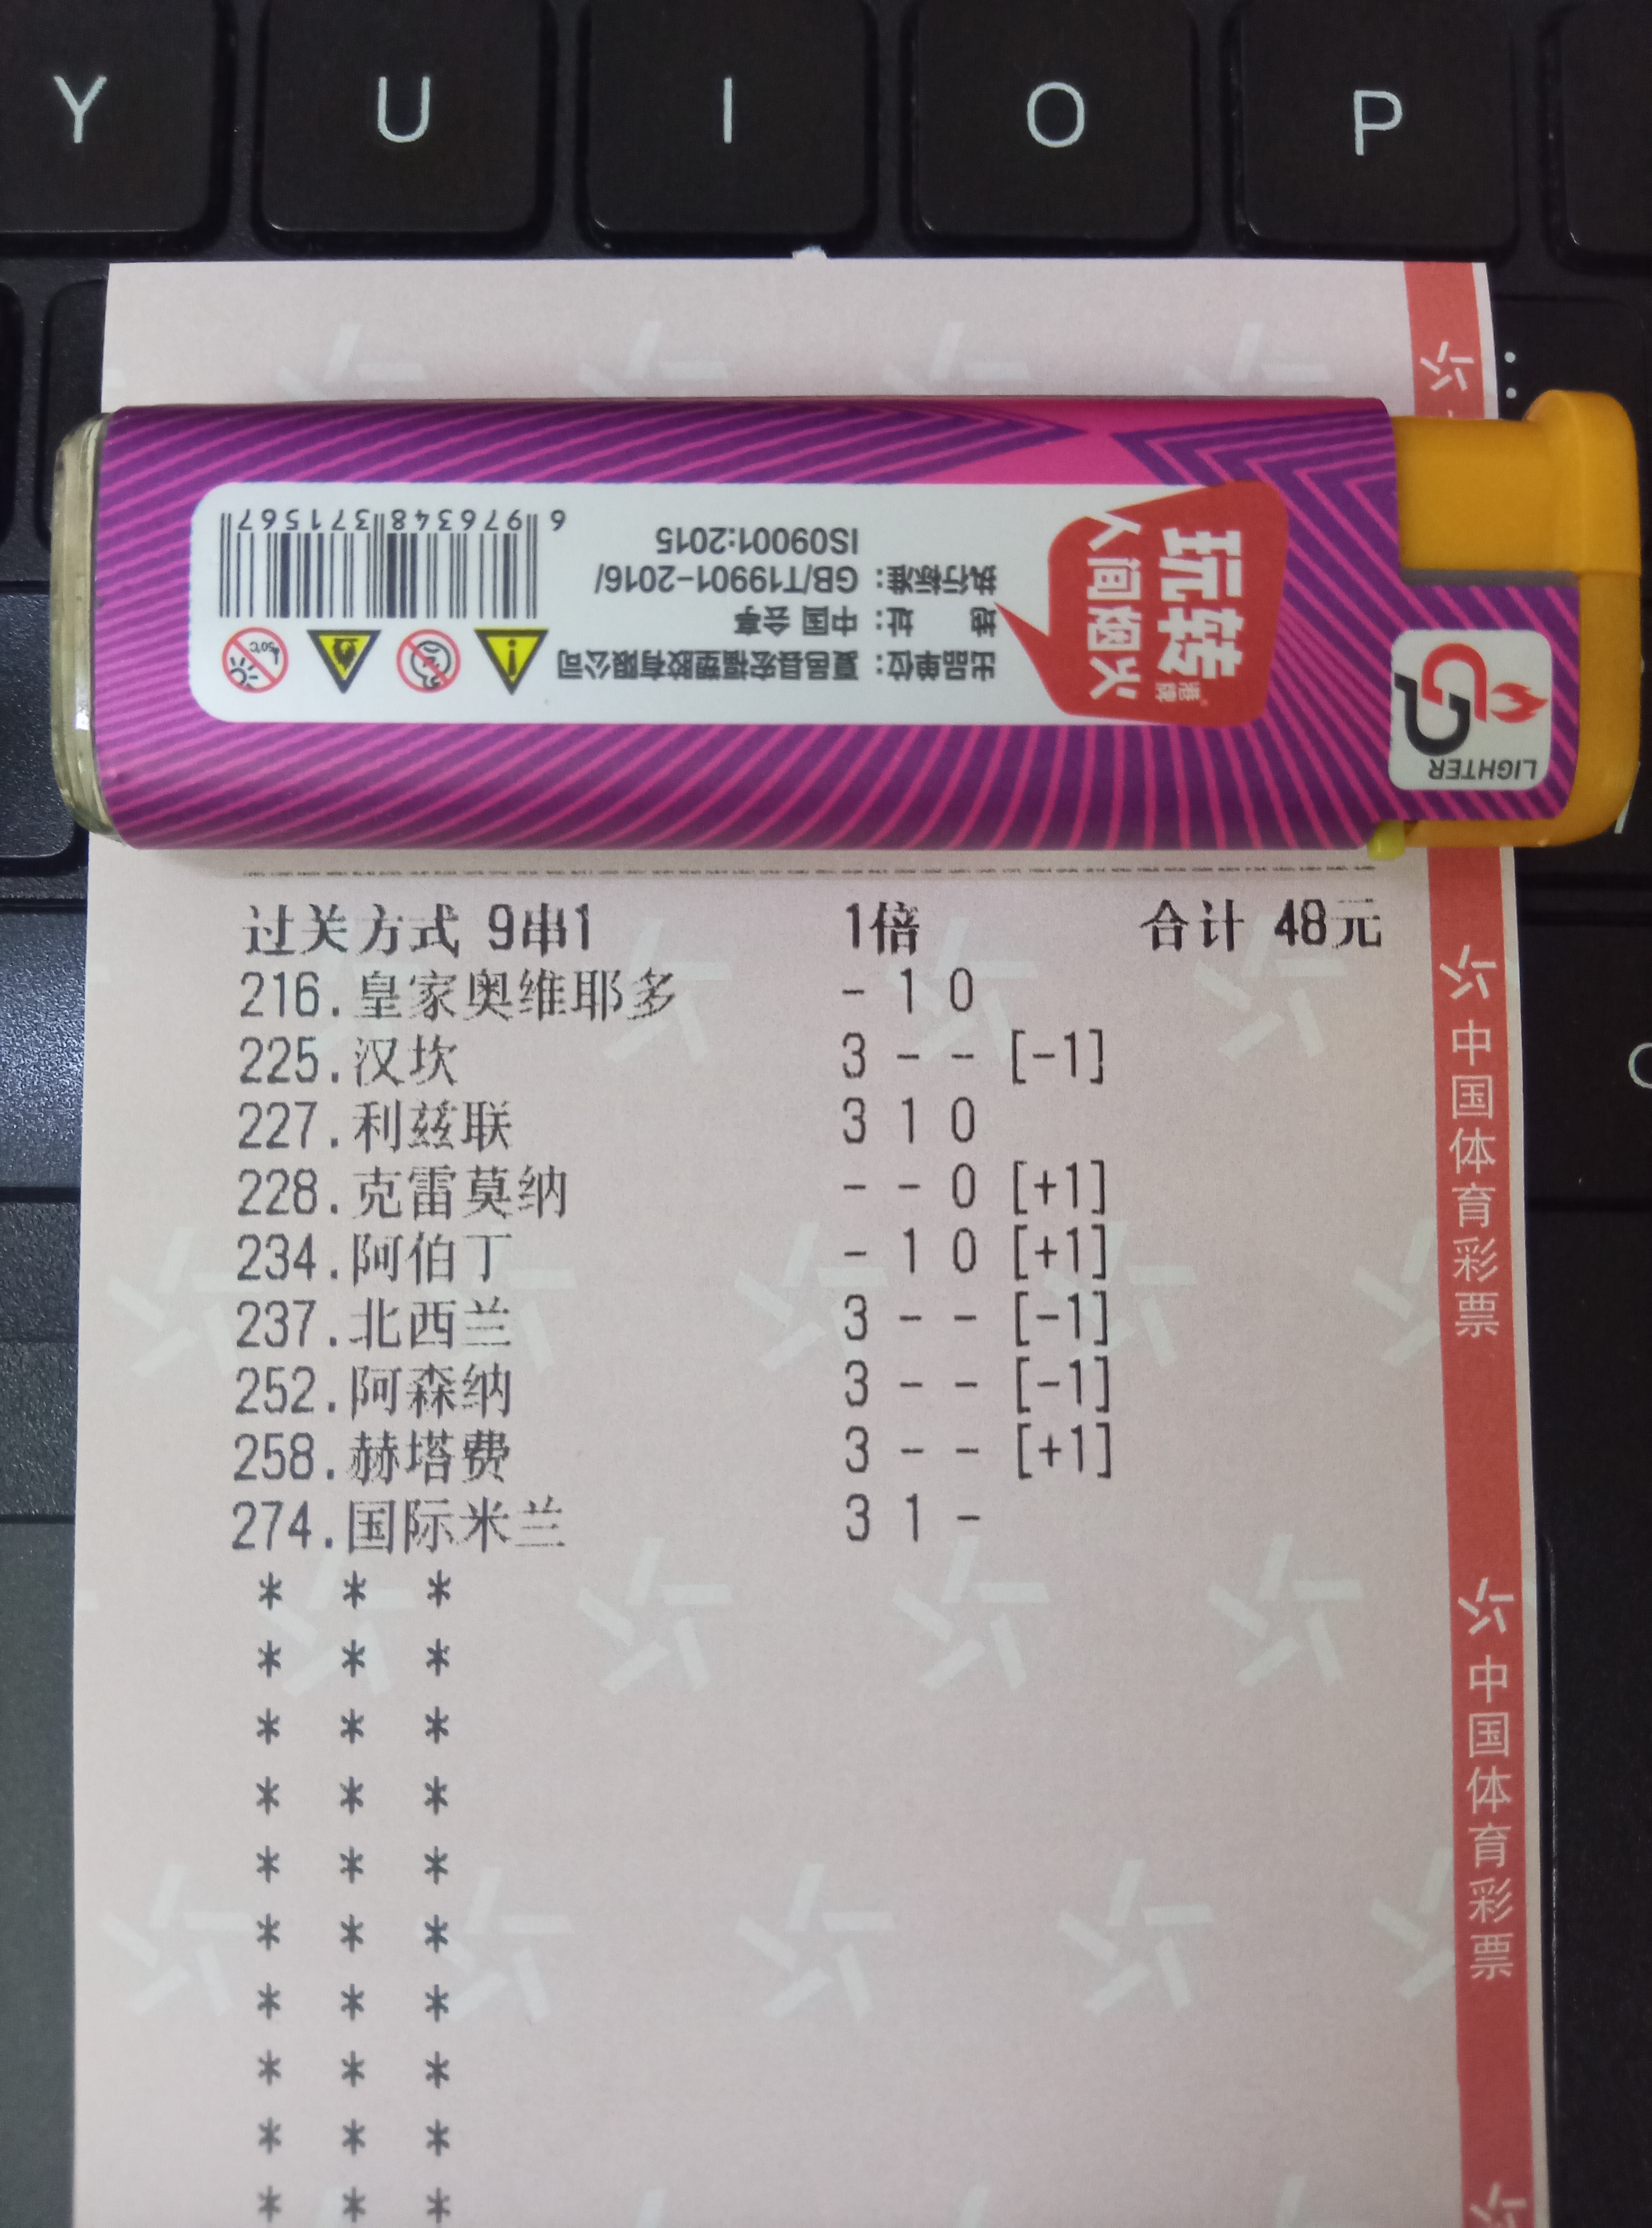 Y U I O P
玩转
人间烟火
港牌
出品单位：夏邑县宏福塑胶有限公司
地 址：中国 会亭
执行标准：GB/T19901-2016/
IS09001:2015
6 976348 371567
50℃
LIGHTER
过关方式 9串1 1倍 合计 48元
216.皇家奥维耶多 - 1 0
225.汉坎 3 - - [-1]
227.利兹联 3 1 0
228.克雷莫纳 - - 0 [+1]
234.阿伯丁 - 1 0 [+1]
237.北西兰 3 - - [-1]
252.阿森纳 3 - - [-1]
258.赫塔费 3 - - [+1]
274.国际米兰 3 1 -
* * *
* * *
* * *
* * *
* * *
* * *
* * *
* * *
* * *
* * *
中国体育彩票
中国体育彩票